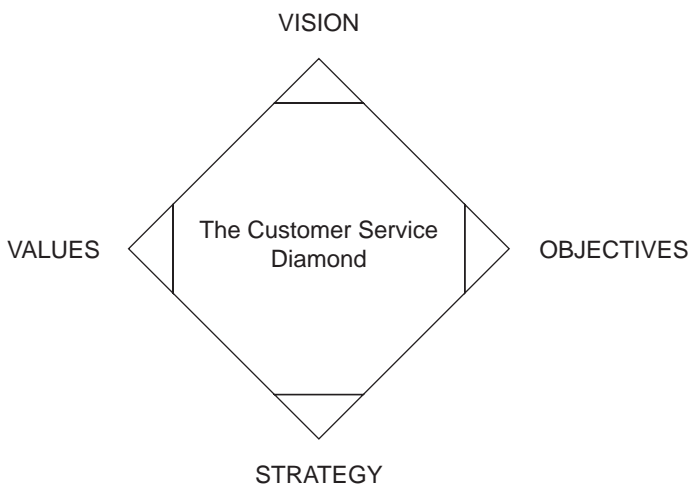 VISION
The Customer Service
Diamond
VALUES
OBJECTIVES
STRATEGY